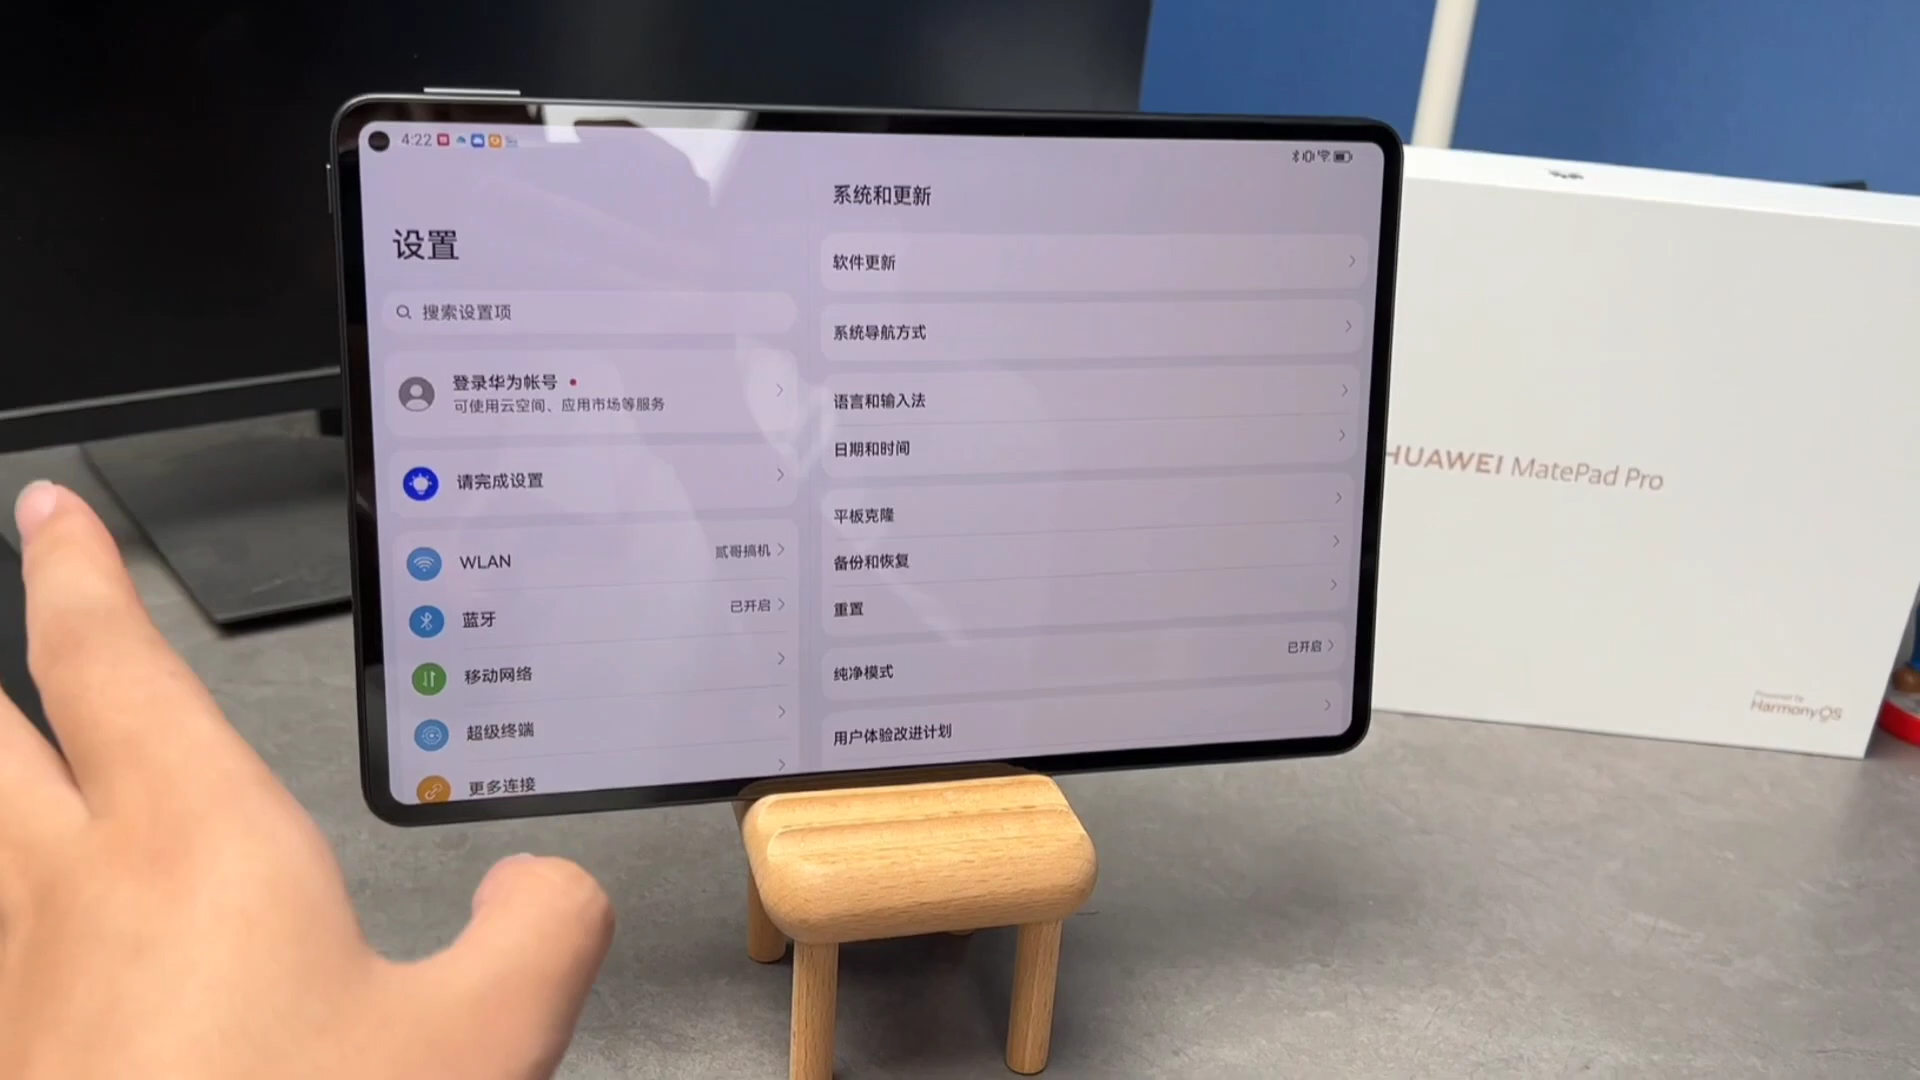 4:22
设置
搜索设置项
登录华为帐号
可使用云空间、应用市场等服务
请完成设置
WLAN
贰哥搞机
蓝牙
已开启
移动网络
超级终端
更多连接
系统和更新
软件更新
系统导航方式
语言和输入法
日期和时间
平板克隆
备份和恢复
重置
纯净模式
已开启
用户体验改进计划
HUAWEI MatePad Pro
Powered by
HarmonyOS